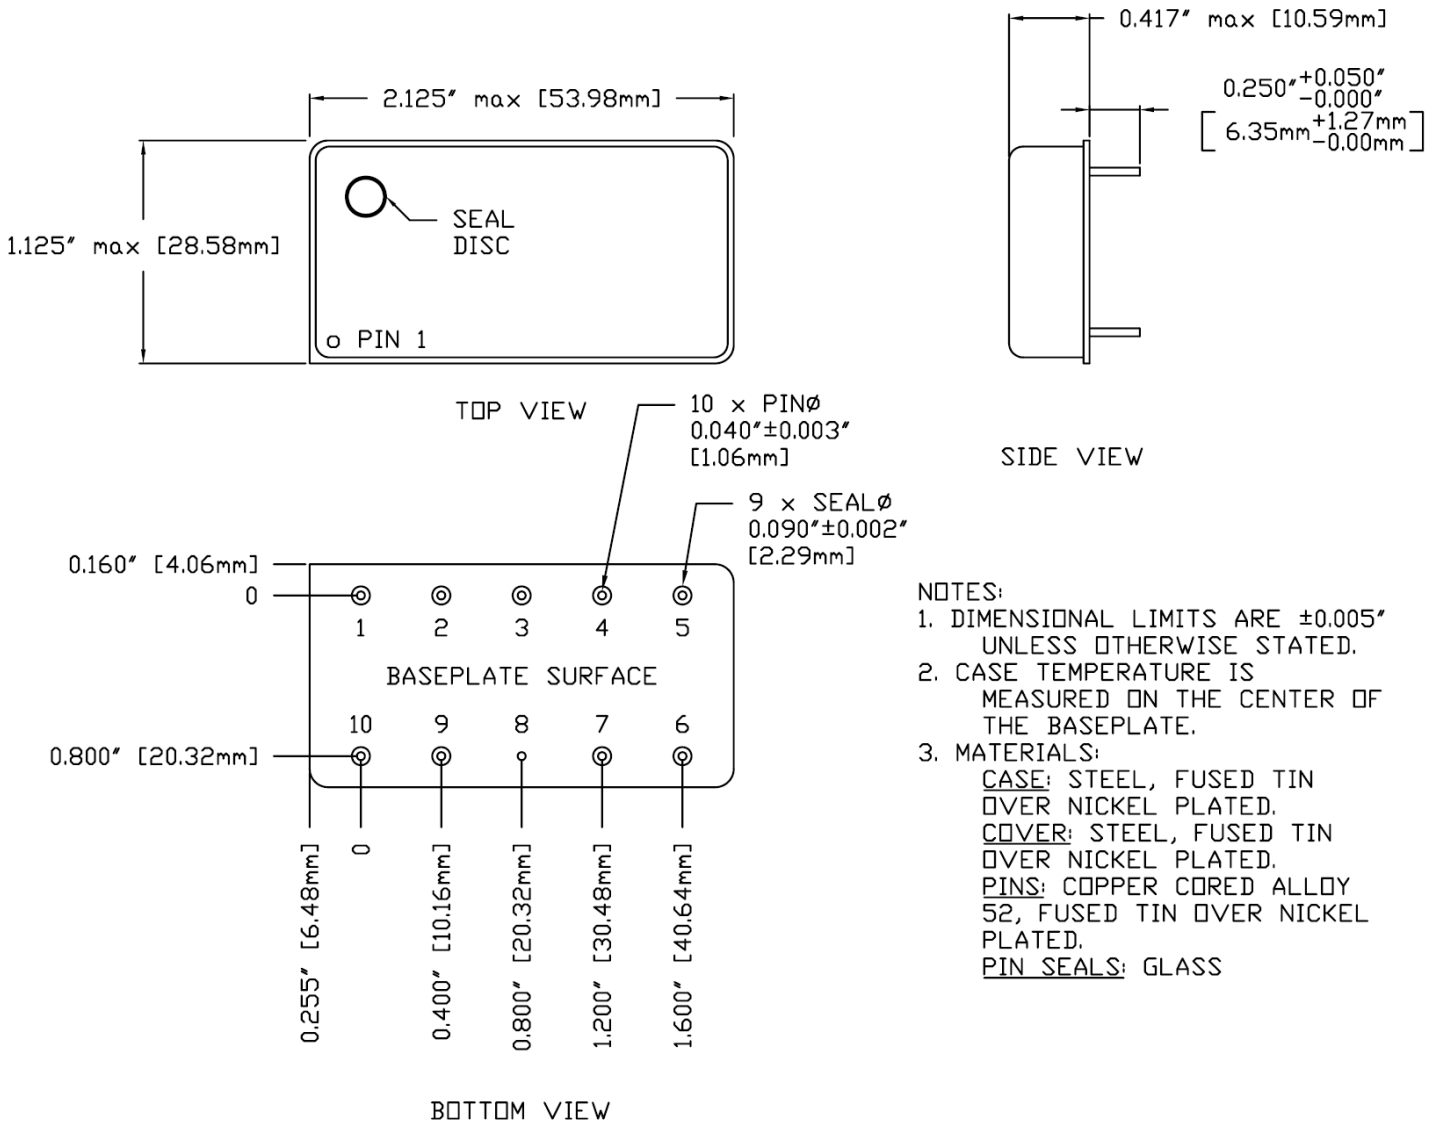 0.417″ max [10.59mm]
0.250″ +0.050″
-0.000″
[ 6.35mm +1.27mm ]
-0.00mm
2.125″ max [53.98mm]
1.125″ max [28.58mm]
SEAL
DISC
PIN 1
TOP VIEW
SIDE VIEW
10 x PINØ
0.040″±0.003″
[1.06mm]
9 x SEALØ
0.090″±0.002″
[2.29mm]
0.160″ [4.06mm]
0
1 2 3 4 5
BASEPLATE SURFACE
10 9 8 7 6
0.800″ [20.32mm]
0.255″ [6.48mm]
0
0.400″ [10.16mm]
0.800″ [20.32mm]
1.200″ [30.48mm]
1.600″ [40.64mm]
BOTTOM VIEW
NOTES:
1. DIMENSIONAL LIMITS ARE ±0.005″
UNLESS OTHERWISE STATED.
2. CASE TEMPERATURE IS
MEASURED ON THE CENTER OF
THE BASEPLATE.
3. MATERIALS:
CASE: STEEL, FUSED TIN
OVER NICKEL PLATED.
COVER: STEEL, FUSED TIN
OVER NICKEL PLATED.
PINS: COPPER CORED ALLOY
52, FUSED TIN OVER NICKEL
PLATED.
PIN SEALS: GLASS